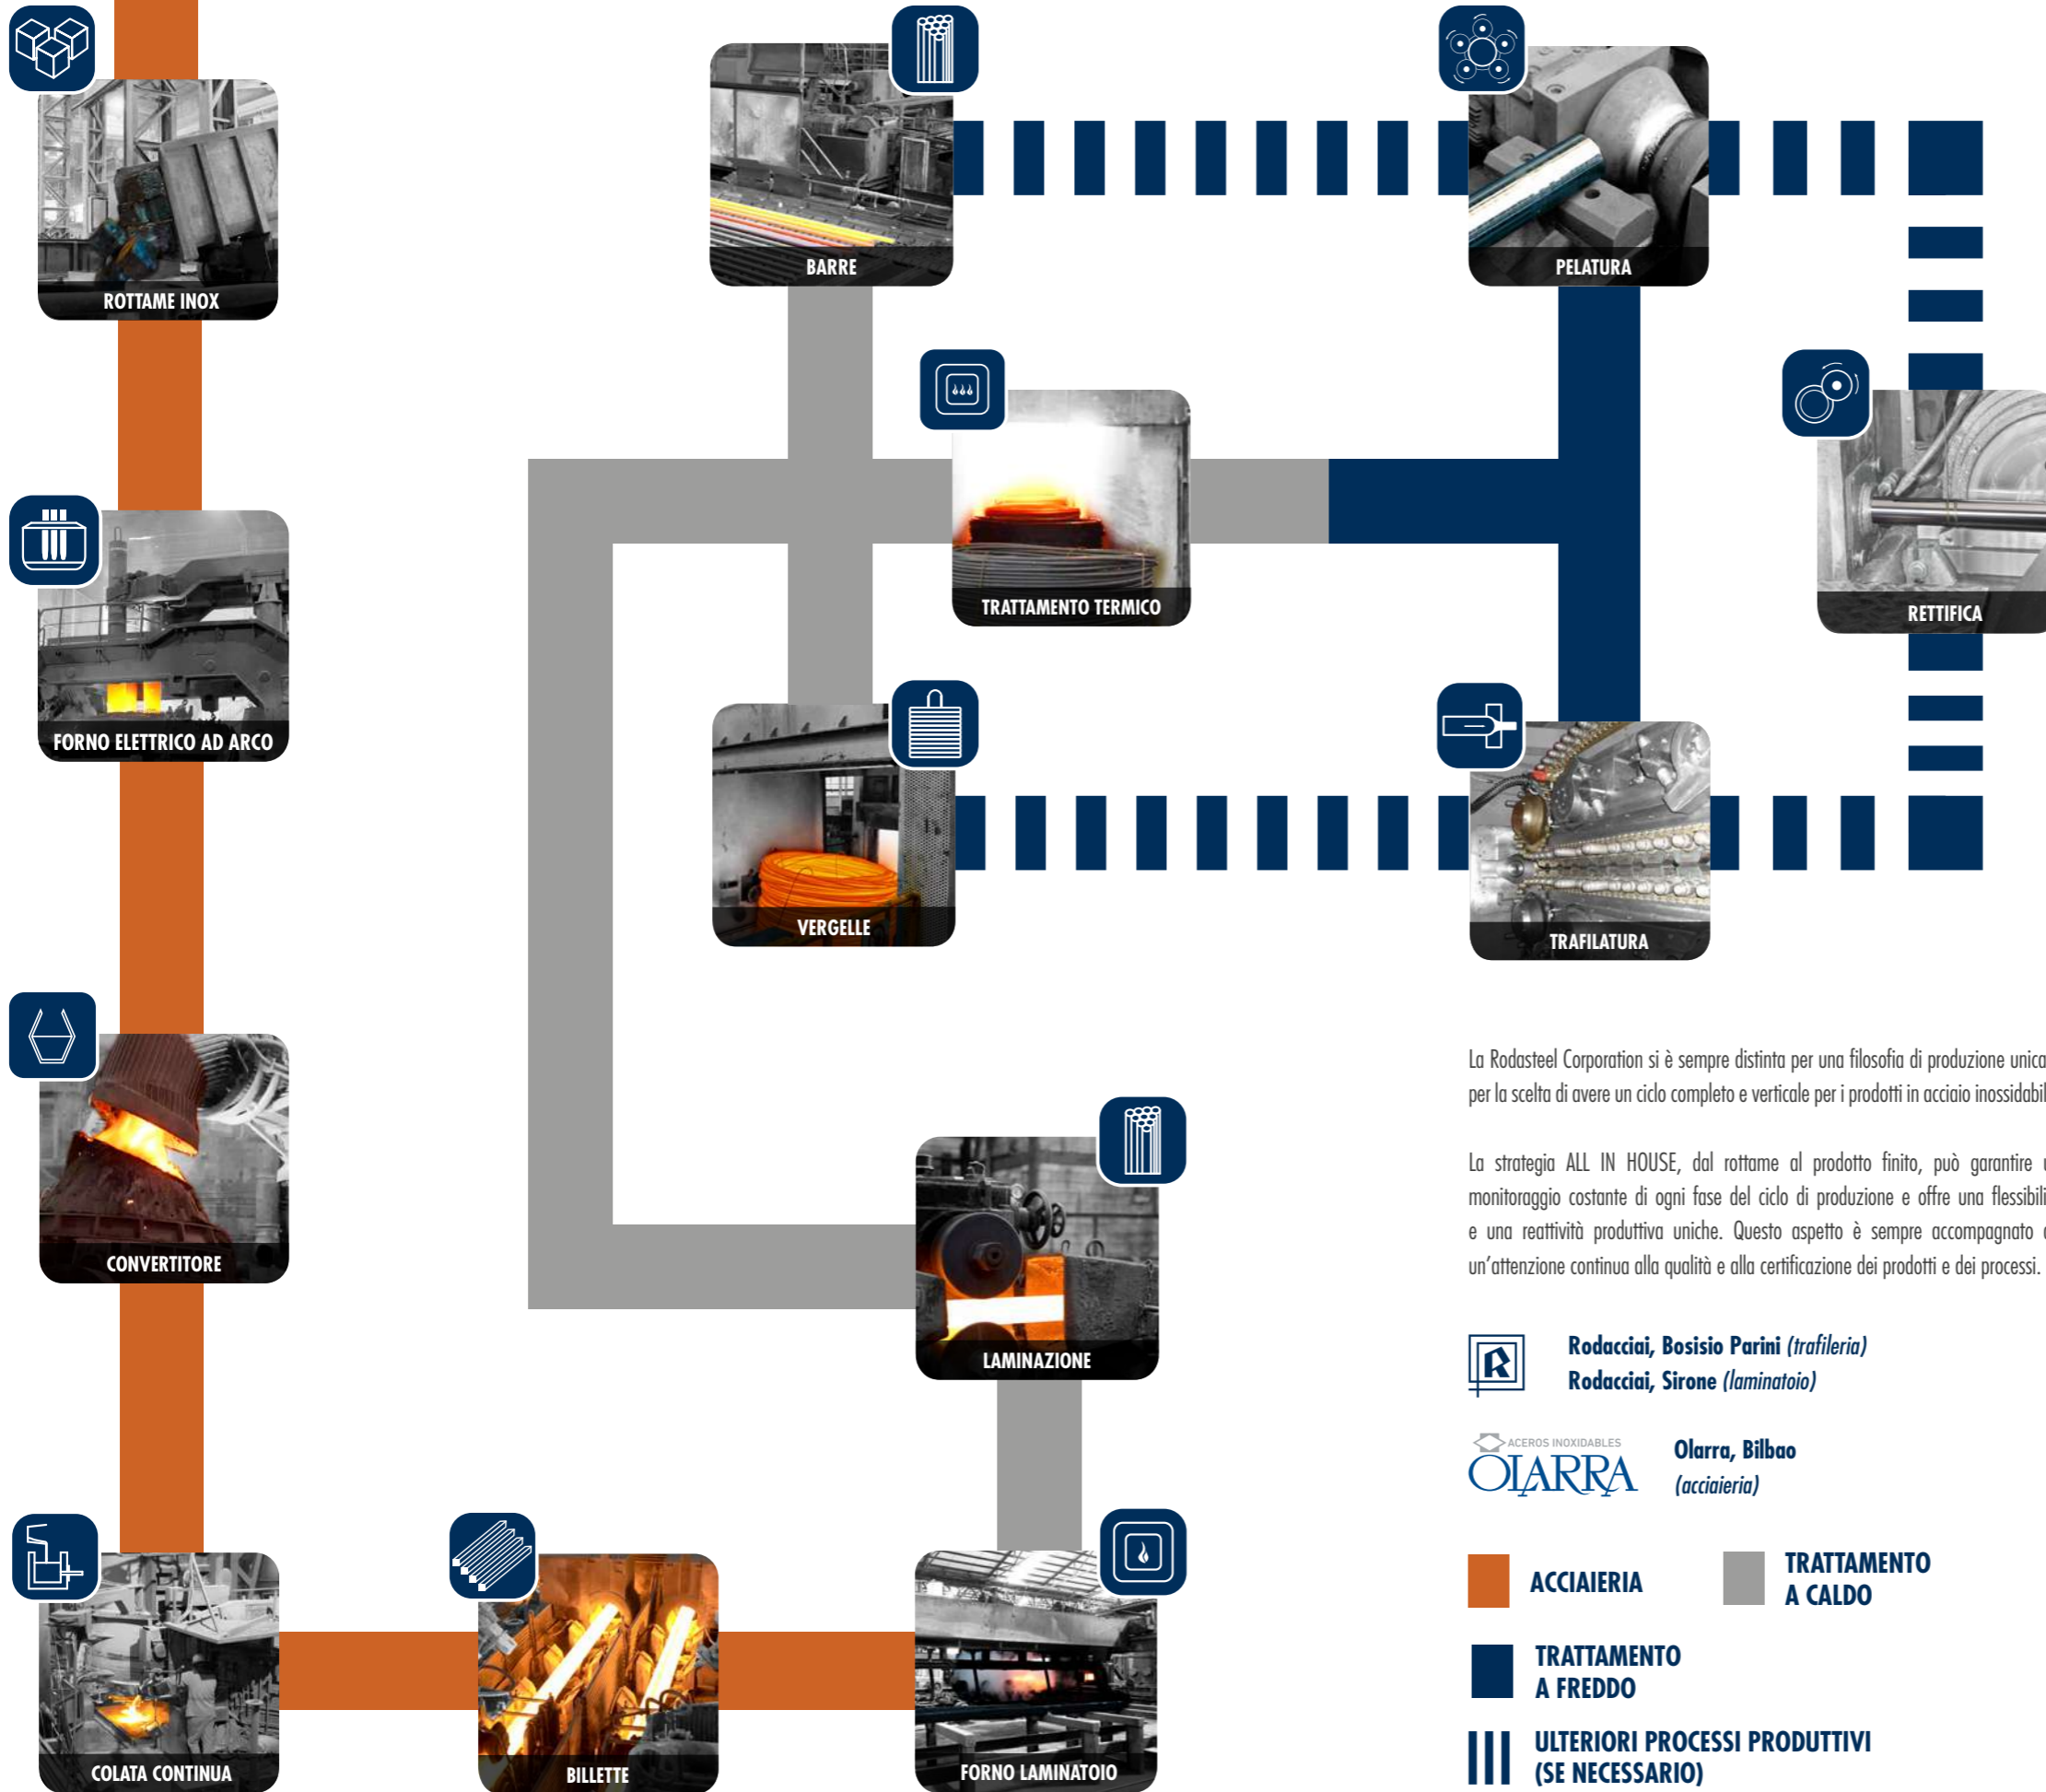 ROTTAME INOX
BARRE
PELATURA
TRATTAMENTO TERMICO
RETTIFICA
FORNO ELETTRICO AD ARCO
VERGELLE
TRAFILATURA
CONVERTITORE
LAMINAZIONE
COLATA CONTINUA
BILLETTE
FORNO LAMINATOIO
La Rodasteel Corporation si è sempre distinta per una filosofia di produzione unica
per la scelta di avere un ciclo completo e verticale per i prodotti in acciaio inossidabil
La strategia ALL IN HOUSE, dal rottame al prodotto finito, può garantire
monitoraggio costante di ogni fase del ciclo di produzione e offre una flessibili
e una reattività produttiva uniche. Questo aspetto è sempre accompagnato
un'attenzione continua alla qualità e alla certificazione dei prodotti e dei processi.
R
Rodacciai, Bosisio Parini (trafileria)
Rodacciai, Sirone (laminatoio)
ACEROS INOXIDABLES
OLARRA
Olarra, Bilbao
(acciaieria)
ACCIAIERIA
TRATTAMENTO
A CALDO
TRATTAMENTO
A FREDDO
ULTERIORI PROCESSI PRODUTTIVI
(SE NECESSARIO)